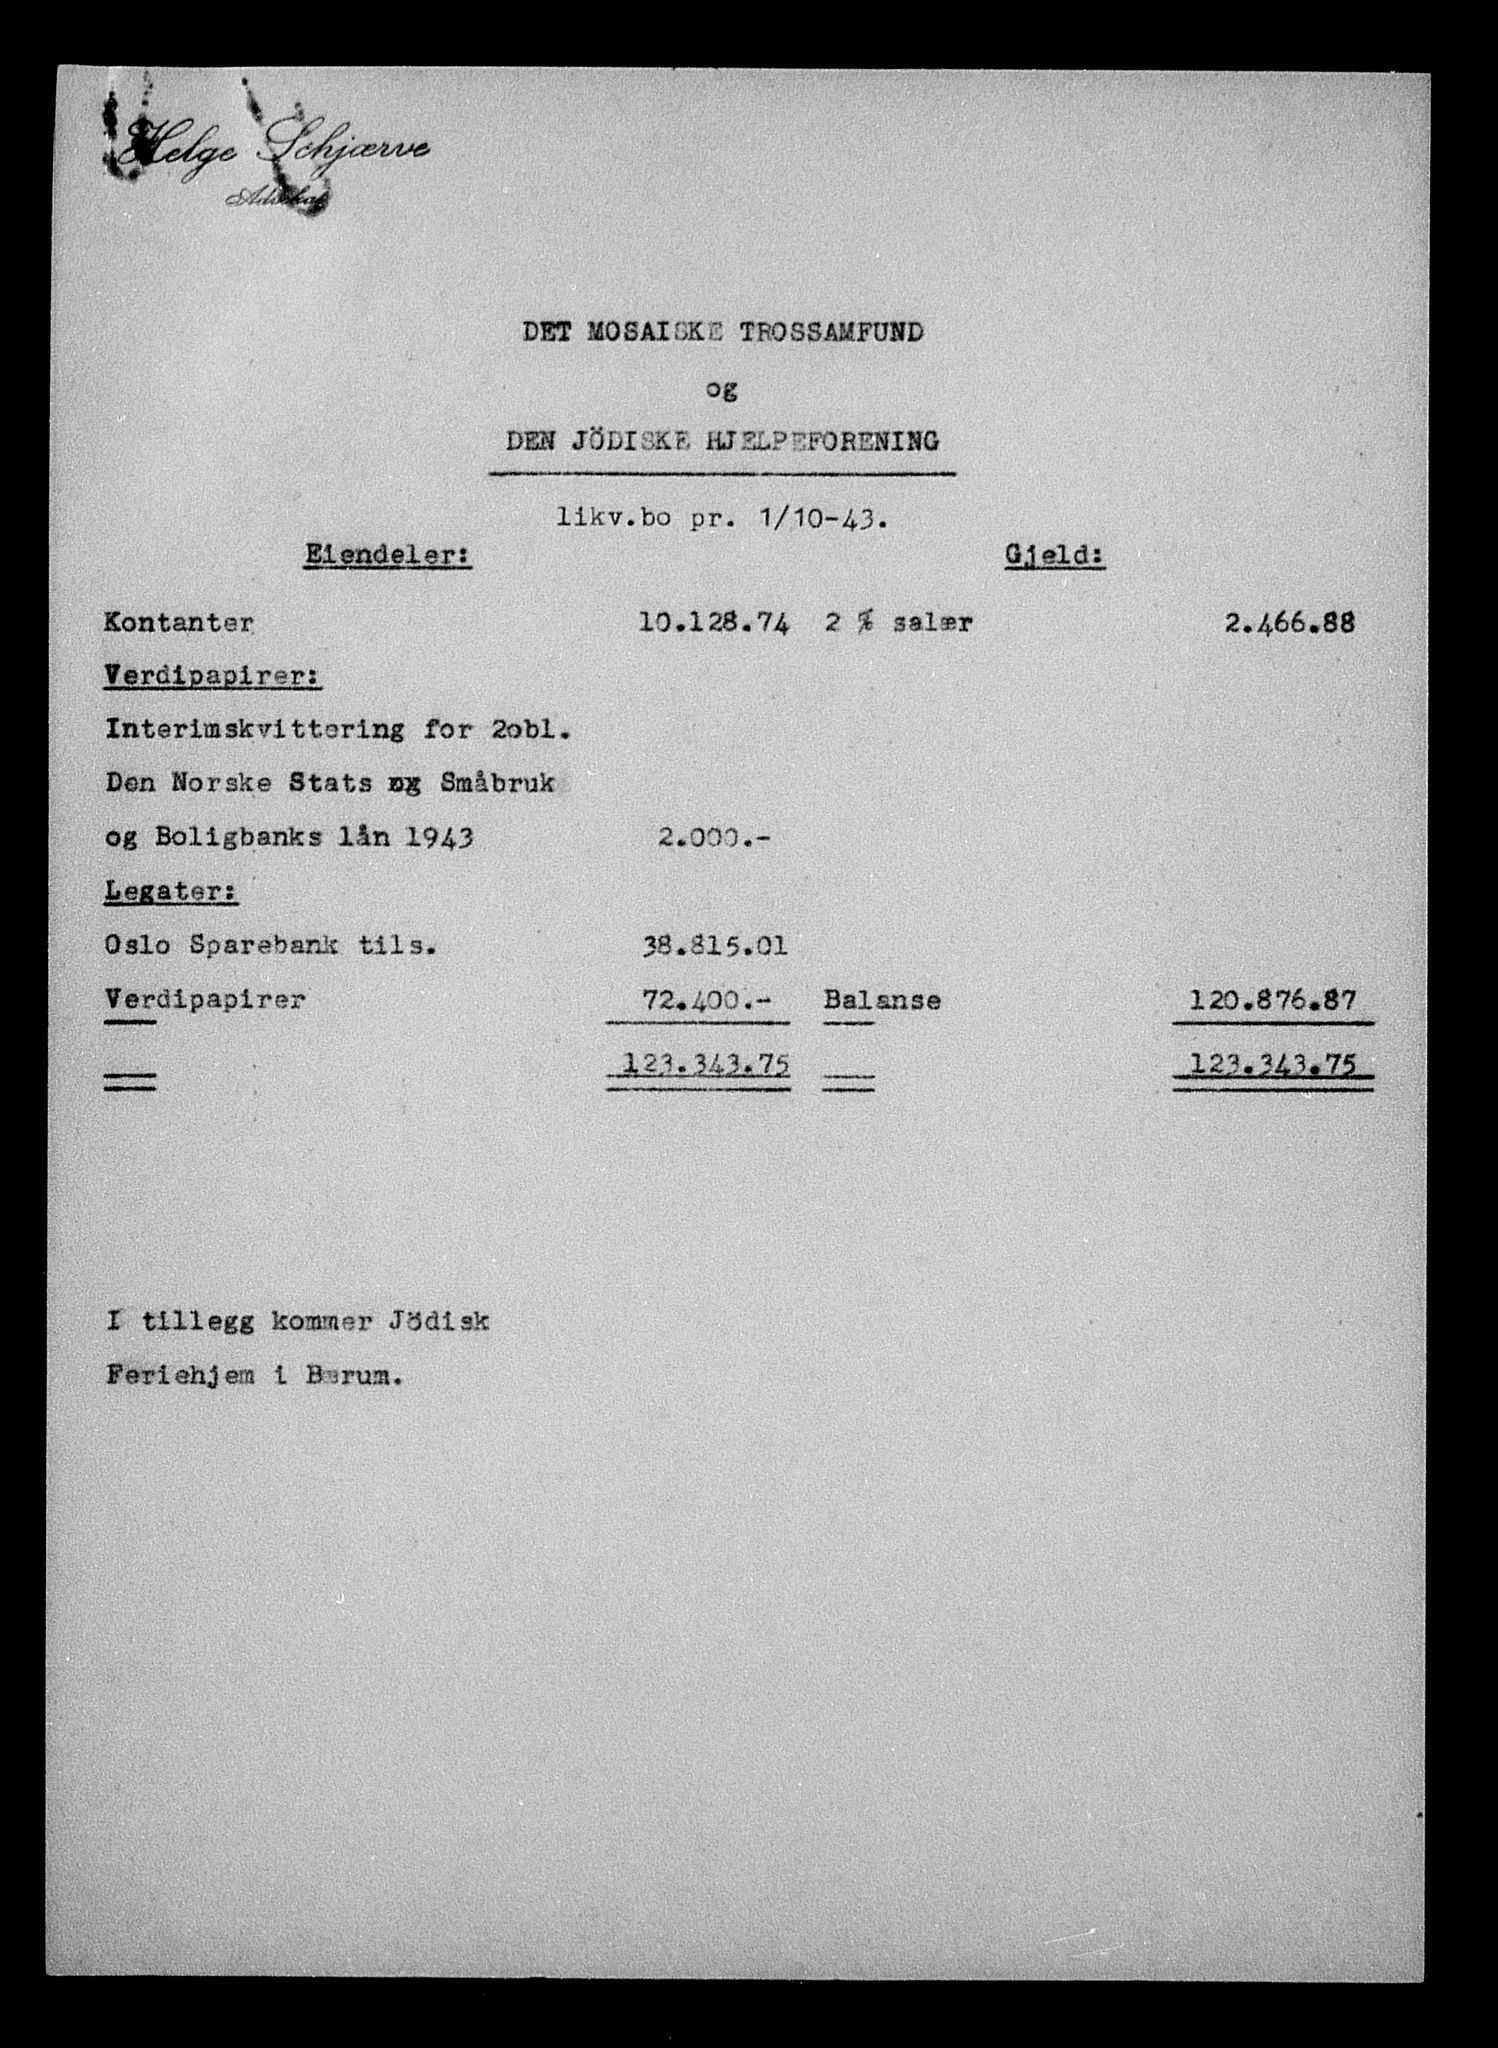 Helge Schjærve
Advokat
DET MOSAISKE TROSSAMFUND
og
DEN JÖDISKE HJELPEFORENING
likv.bo pr. 1/10-43.
Eiendeler: Gjeld:
Kontanter 10.128.74 2 % salær 2.466.88
Verdipapirer:
Interimskvittering for 2obl.
Den Norske Stats og Småbruk
og Boligbanks lån 1943 2.000.-
Legater:
Oslo Sparebank tils. 38.815.01
Verdipapirer 72.400.- Balanse 120.876.87
123.343.75 123.343.75
I tillegg kommer Jödisk
Feriehjem i Bærum.